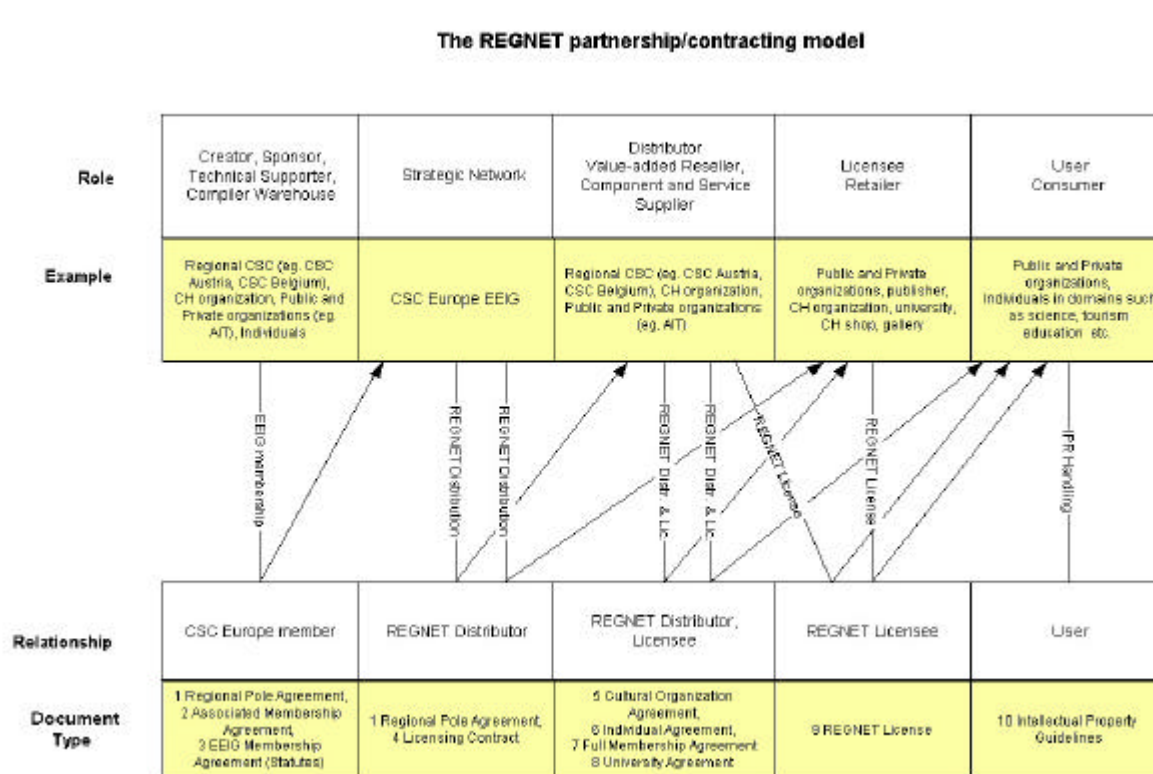 The REGNET partnership/contracting model
Role
Creator, Sponsor,
Technical Supporter,
Compiler Warehouse
Strategic Network
Distributor
Value-added Reseller,
Component and Service
Supplier
Licensee
Retailer
User
Consumer
Example
Regional CSC (eg. CSC
Austria, CSC Belgium),
CH organization, Public and
Private organizations (eg.
AIT), Individuals
CSC Europe EEIG
Regional CSC (eg. CSC Austria,
CSC Belgium), CH organization,
Public and Private organizations
(eg. AIT)
Public and Private
organizations, publisher,
CH organization, university,
CH shop, gallery
Public and Private
organizations,
Individuals in domains such
as science, tourism
education etc.
EEIG membership
REGNET Distribution
REGNET Distribution
REGNET Distr. & Lic.
REGNET Distr. & Lic.
REGNET License
REGNET License
IPR Handling
Relationship
CSC Europe member
REGNET Distributor
REGNET Distributor,
Licensee
REGNET Licensee
User
Document
Type
1 Regional Pole Agreement,
2 Associated Membership
Agreement,
3 EEIG Membership
Agreement (Statutes)
1 Regional Pole Agreement,
4 Licensing Contract
5 Cultural Organization
Agreement,
6 Individual Agreement,
7 Full Membership Agreement
8 University Agreement
9 REGNET License
10 Intellectual Property
Guidelines